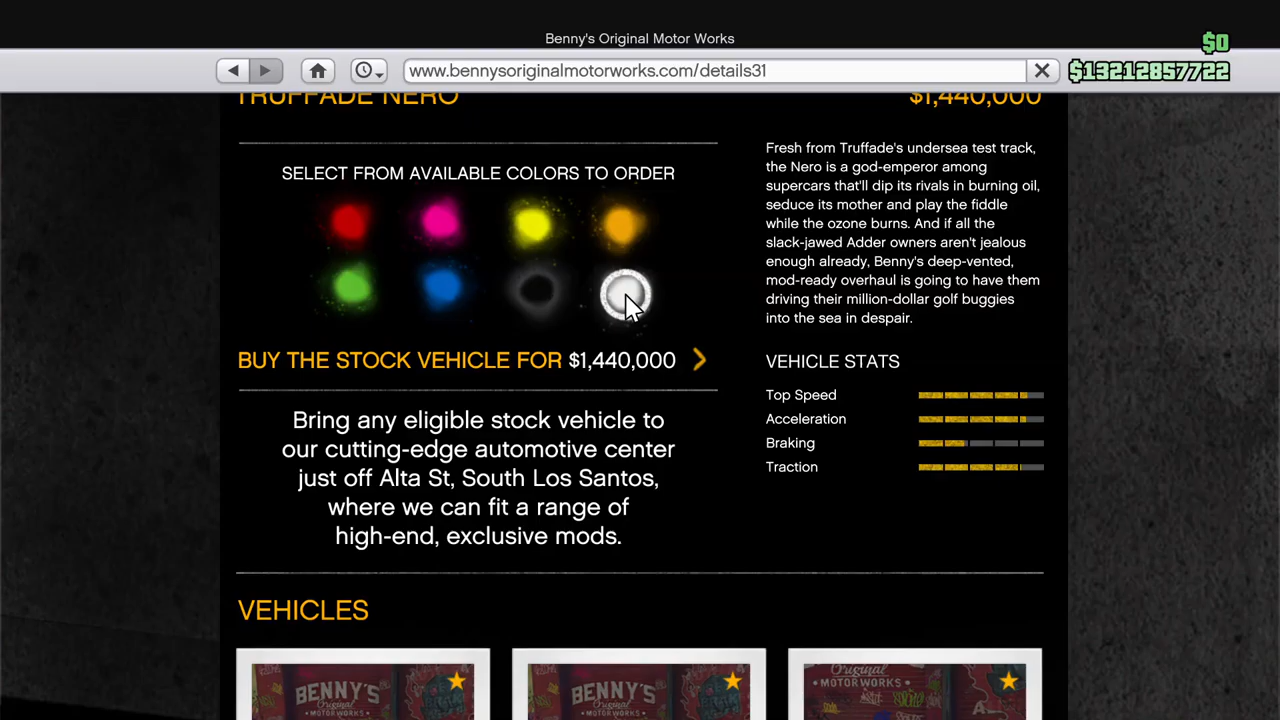 Benny's Original Motor Works
$0
www.bennysoriginalmotorworks.com/details31
$13212857722
TRUFFADE NERO
$1,440,000
SELECT FROM AVAILABLE COLORS TO ORDER
BUY THE STOCK VEHICLE FOR $1,440,000
Bring any eligible stock vehicle to
our cutting-edge automotive center
just off Alta St, South Los Santos,
where we can fit a range of
high-end, exclusive mods.
Fresh from Truffade's undersea test track,
the Nero is a god-emperor among
supercars that'll dip its rivals in burning oil,
seduce its mother and play the fiddle
while the ozone burns. And if all the
slack-jawed Adder owners aren't jealous
enough already, Benny's deep-vented,
mod-ready overhaul is going to have them
driving their million-dollar golf buggies
into the sea in despair.
VEHICLE STATS
Top Speed
Acceleration
Braking
Traction
VEHICLES
BENNY'S
Original
MOTORWORKS
BENNY'S
Original
MOTORWORKS
Original
MOTORWORKS